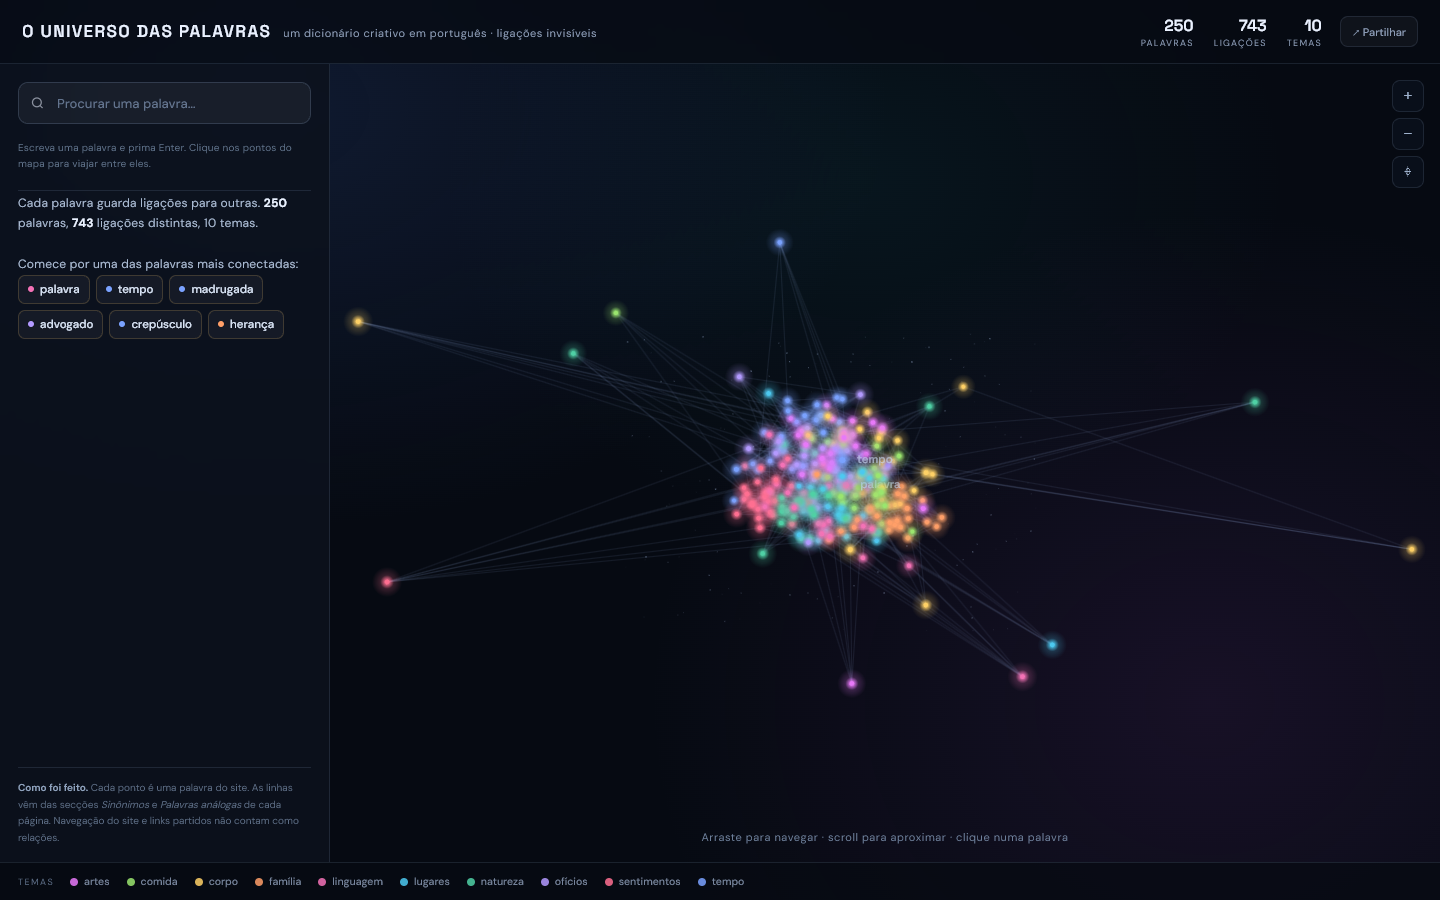 O UNIVERSO DAS PALAVRAS
um dicionário criativo em português · ligações invisíveis
250
PALAVRAS
743
LIGAÇÕES
10
TEMAS
↗ Partilhar
Procurar uma palavra...
Escreva uma palavra e prima Enter. Clique nos pontos do
mapa para viajar entre eles.
Cada palavra guarda ligações para outras. 250
palavras, 743 ligações distintas, 10 temas.
Comece por uma das palavras mais conectadas:
palavra
tempo
madrugada
advogado
crepúsculo
herança
+
−
tempo
palavra
Como foi feito. Cada ponto é uma palavra do site. As linhas
vêm das secções Sinónimos e Palavras análogas de cada
página. Navegação do site e links partidos não contam como
relações.
Arraste para navegar · scroll para aproximar · clique numa palavra
TEMAS
artes
comida
corpo
família
linguagem
lugares
natureza
ofícios
sentimentos
tempo